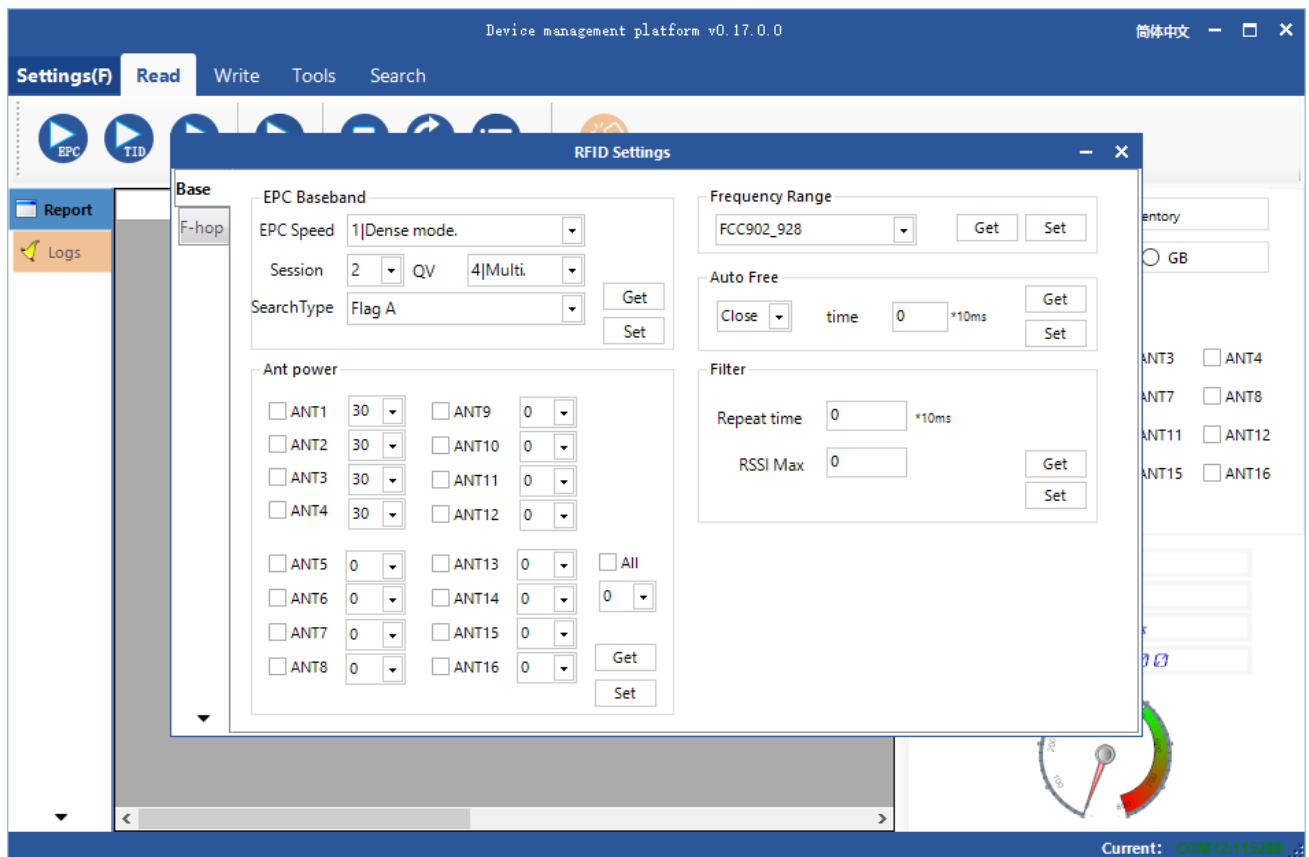 Device management platform v0.17.0.0
简体中文
Settings(F) Read Write Tools Search
EPC TID
RFID Settings
Report
Logs
Base
F-hop
EPC Baseband
EPC Speed 1|Dense mode.
Session 2 QV 4|Multi.
SearchType Flag A
Get
Set
Frequency Range
FCC902_928 Get Set
Auto Free
Close time 0 *10ms
Get
Set
Ant power
ANT1 30 ANT9 0
ANT2 30 ANT10 0
ANT3 30 ANT11 0
ANT4 30 ANT12 0
ANT5 0 ANT13 0 All
ANT6 0 ANT14 0 0
ANT7 0 ANT15 0
ANT8 0 ANT16 0
Get
Set
Filter
Repeat time 0 *10ms
RSSI Max 0
Get
Set
entory
GB
ANT3 ANT4
ANT7 ANT8
ANT11 ANT12
ANT15 ANT16
200
100
Current: COM12:115200